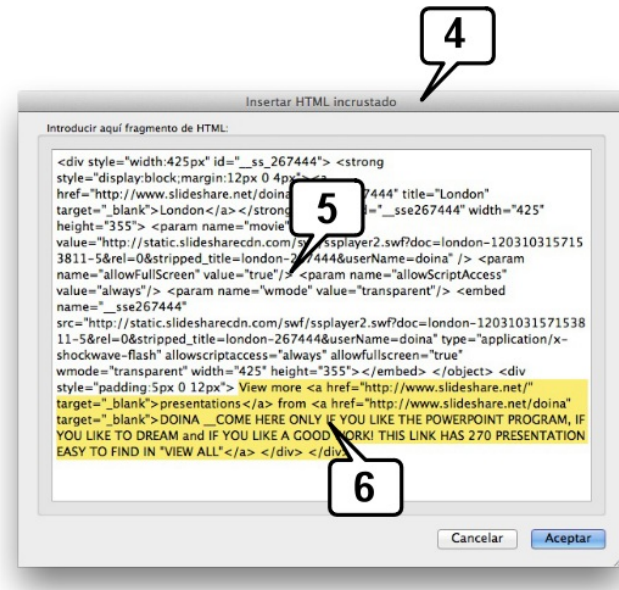 4
Insertar HTML incrustado
Introducir aquí fragmento de HTML:
<div style="width:425px" id="__ss_267444"> <strong
style="display:block;margin:12px 0 4px"><a
href="http://www.slideshare.net/doina 7444" title="London"
target="_blank">London</a></strong ="__sse267444" width="425"
height="355"> <param name="movie"
value="http://static.slidesharecdn.com/swf/ssplayer2.swf?doc=london-120310315715
3811-5&rel=0&stripped_title=london-267444&userName=doina" /> <param
name="allowFullScreen" value="true"/> <param name="allowScriptAccess"
value="always"/> <param name="wmode" value="transparent"/> <embed
name="__sse267444"
src="http://static.slidesharecdn.com/swf/ssplayer2.swf?doc=london-12031031571538
11-5&rel=0&stripped_title=london-267444&userName=doina" type="application/x-
shockwave-flash" allowscriptaccess="always" allowfullscreen="true"
wmode="transparent" width="425" height="355"></embed> </object> <div
style="padding:5px 0 12px"> View more <a href="http://www.slideshare.net/"
target="_blank">presentations</a> from <a href="http://www.slideshare.net/doina"
target="_blank">DOINA __COME HERE ONLY IF YOU LIKE THE POWERPOINT PROGRAM, IF
YOU LIKE TO DREAM and IF YOU LIKE A GOOD WORK! THIS LINK HAS 270 PRESENTATION
EASY TO FIND IN "VIEW ALL"</a> </div> </div>
5
6
Cancelar
Aceptar